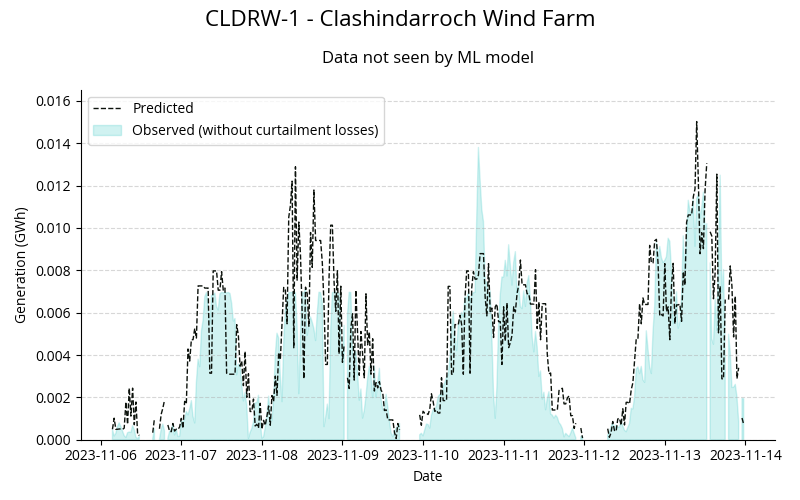 CLDRW-1 - Clashindarroch Wind Farm
Data not seen by ML model
Predicted
Observed (without curtailment losses)
Generation (GWh)
0.016
0.014
0.012
0.010
0.008
0.006
0.004
0.002
0.000
2023-11-06 2023-11-07 2023-11-08 2023-11-09 2023-11-10 2023-11-11 2023-11-12 2023-11-13 2023-11-14
Date